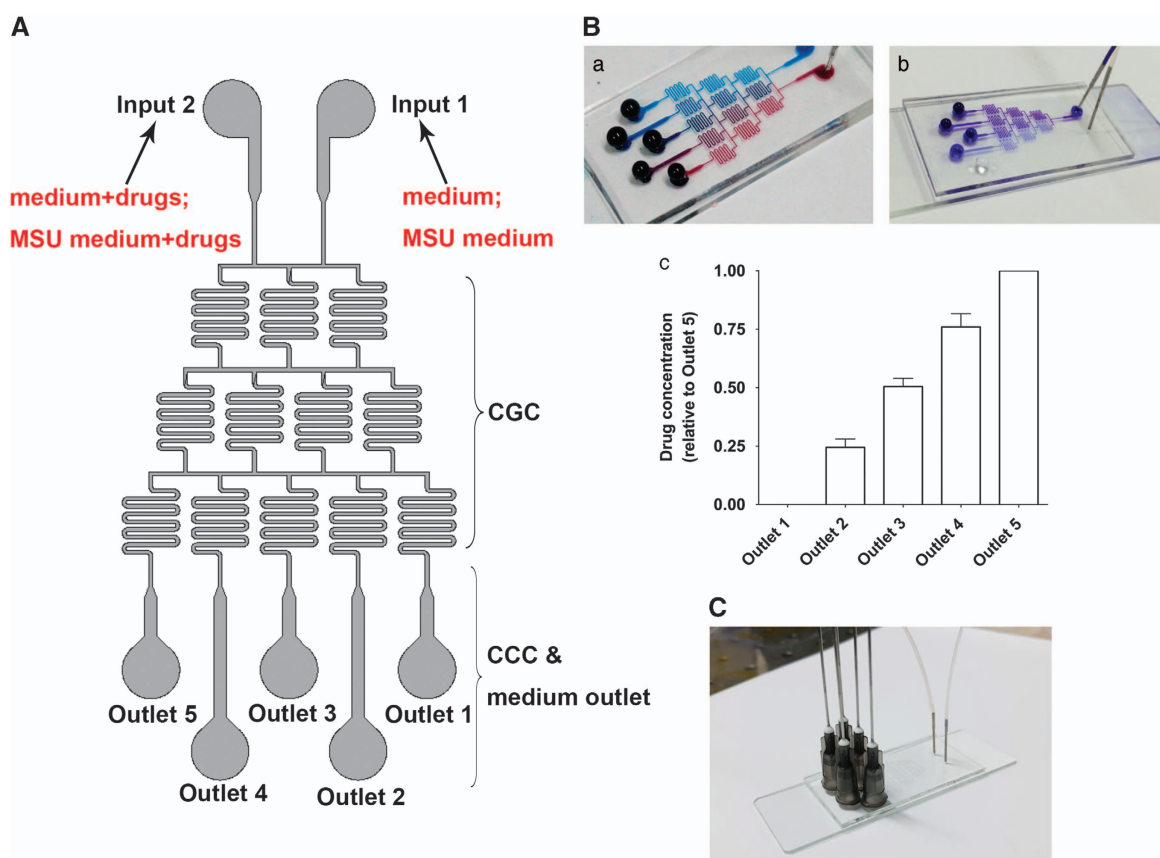 A
Input 2
Input 1
medium+drugs;
MSU medium+drugs
medium;
MSU medium
CGC
CCC &
medium outlet
Outlet 5
Outlet 3
Outlet 1
Outlet 4
Outlet 2
B
a
b
c
Drug concentration
(relative to Outlet 5)
1.00
0.75
0.50
0.25
0.00
Outlet 1
Outlet 2
Outlet 3
Outlet 4
Outlet 5
C